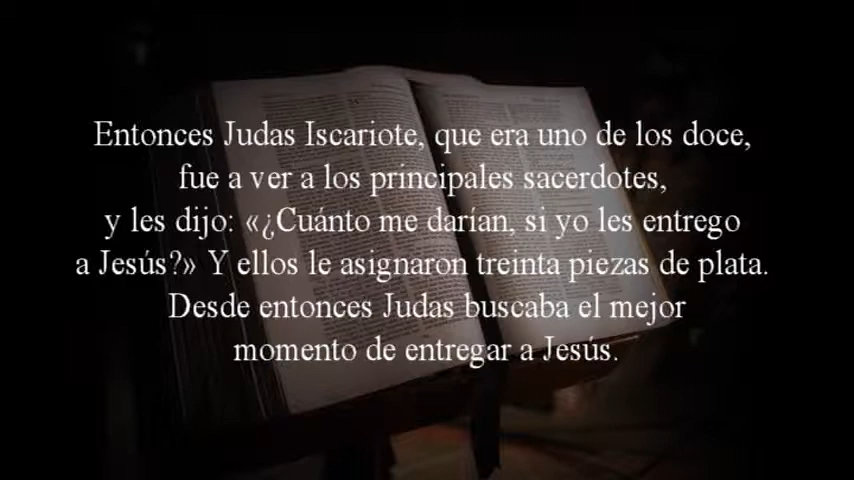 Entonces Judas Iscariote, que era uno de los doce,
fue a ver a los principales sacerdotes,
y les dijo: «¿Cuánto me darían, si yo les entrego
a Jesús?» Y ellos le asignaron treinta piezas de plata.
Desde entonces Judas buscaba el mejor
momento de entregar a Jesús.